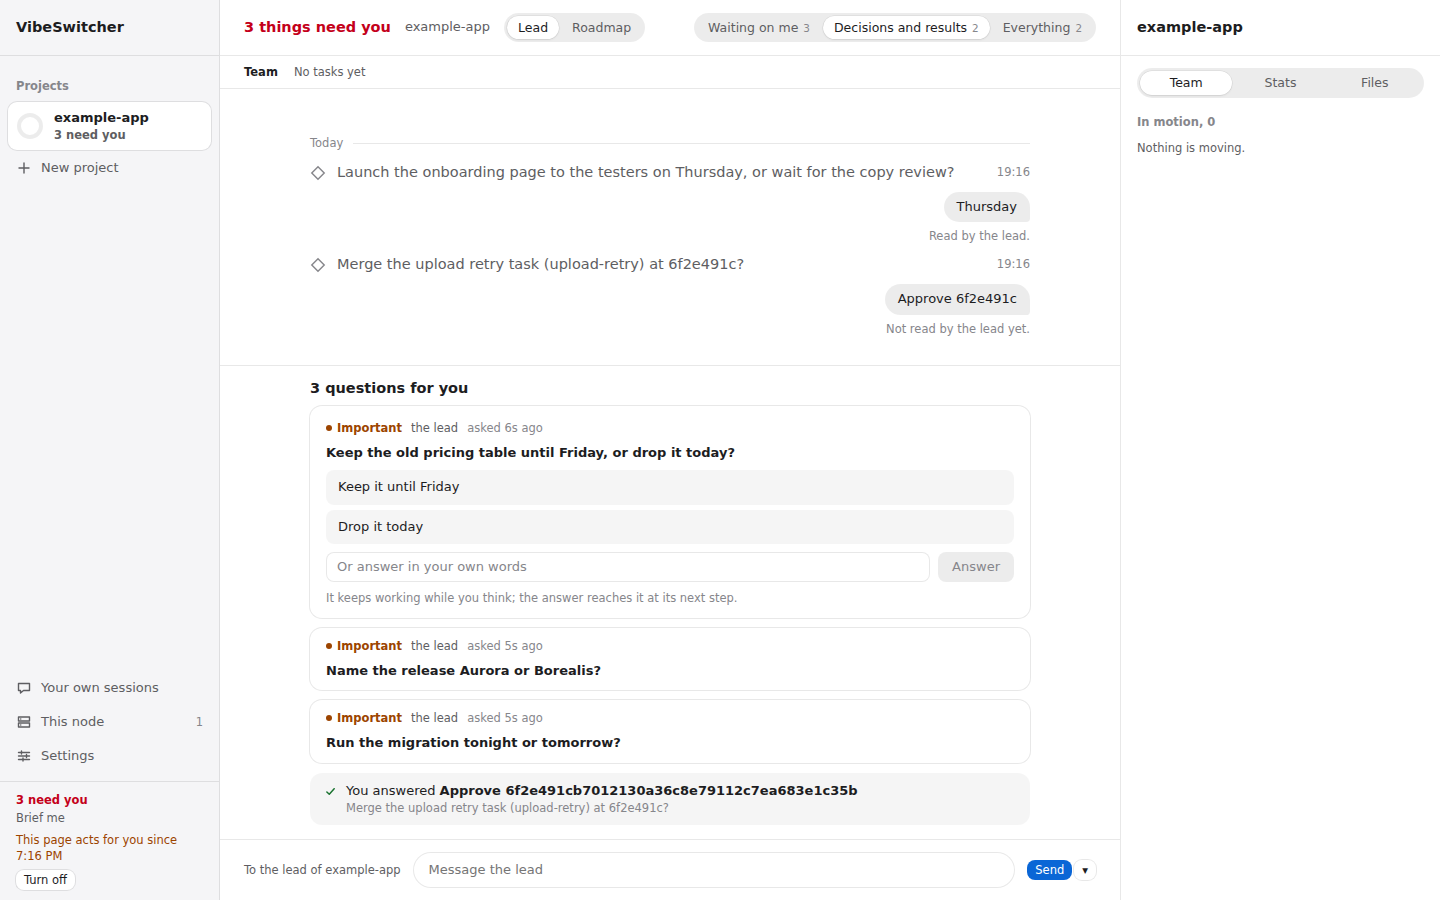 VibeSwitcher
Projects
example-app
3 need you
New project
Your own sessions
This node 1
Settings
3 need you
Brief me
This page acts for you since
7:16 PM
Turn off
3 things need you example-app Lead Roadmap Waiting on me 3 Decisions and results 2 Everything 2
Team No tasks yet
Today
Launch the onboarding page to the testers on Thursday, or wait for the copy review? 19:16
Thursday
Read by the lead.
Merge the upload retry task (upload-retry) at 6f2e491c? 19:16
Approve 6f2e491c
Not read by the lead yet.
3 questions for you
Important the lead asked 6s ago
Keep the old pricing table until Friday, or drop it today?
Keep it until Friday
Drop it today
Or answer in your own words Answer
It keeps working while you think; the answer reaches it at its next step.
Important the lead asked 5s ago
Name the release Aurora or Borealis?
Important the lead asked 5s ago
Run the migration tonight or tomorrow?
You answered Approve 6f2e491cb7012130a36c8e79112c7ea683e1c35b
Merge the upload retry task (upload-retry) at 6f2e491c?
To the lead of example-app Message the lead Send
example-app
Team Stats Files
In motion, 0
Nothing is moving.